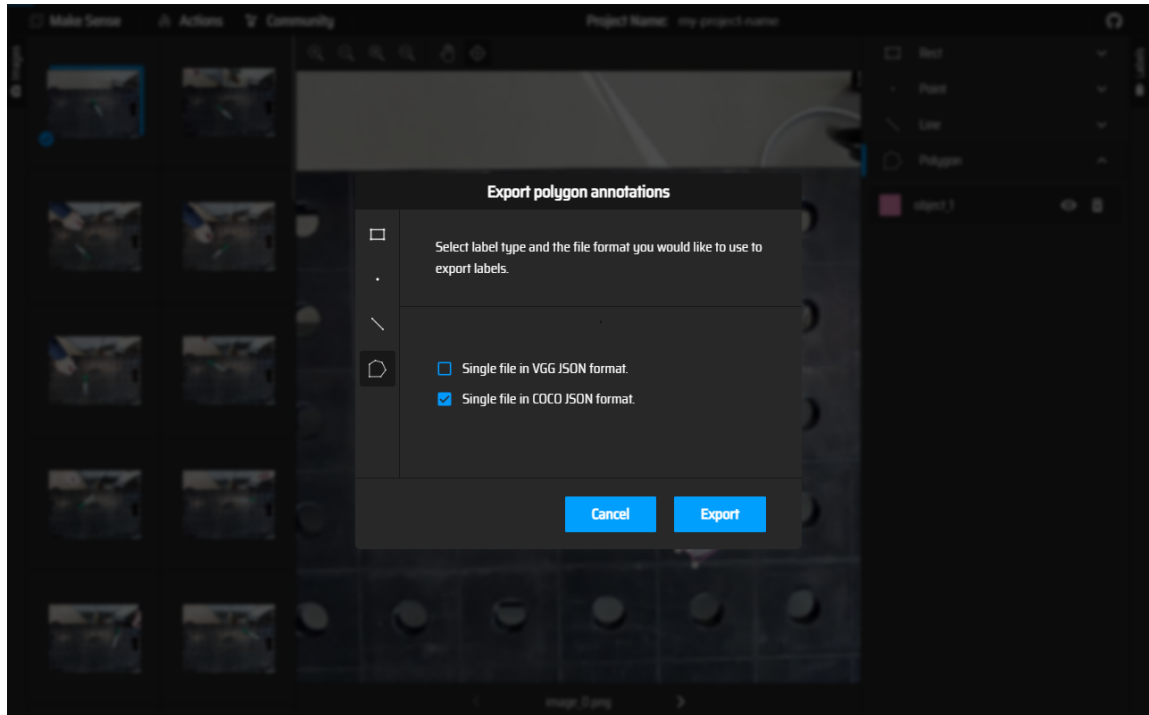 Make Sense
Actions
Community
Project Name: my-project-name
Images
Rect
Point
Line
Polygon
Labels
object_1
Export polygon annotations
Select label type and the file format you would like to use to
export labels.
Single file in VGG JSON format.
Single file in COCO JSON format.
Cancel
Export
image_0.png